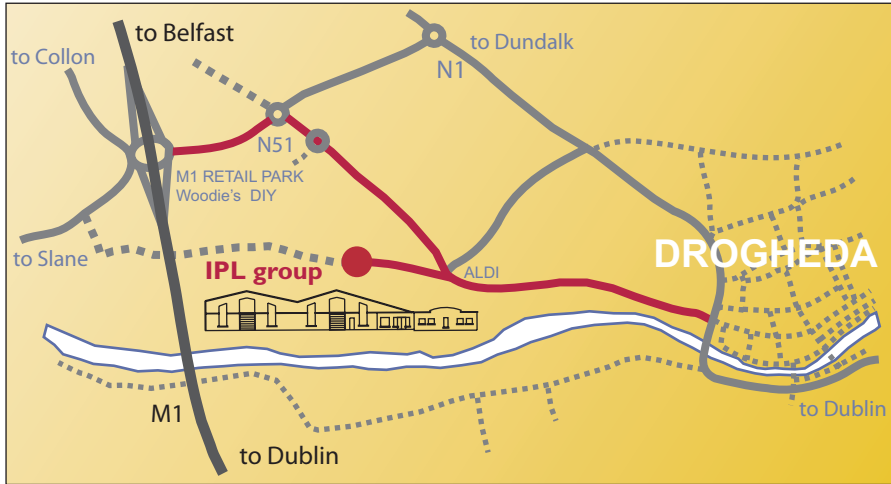 to Belfast
to Collon
to Dundalk
N1
N51
M1 RETAIL PARK
Woodie's DIY
to Slane
DROGHEDA
IPL group
ALDI
M1
to Dublin
to Dublin